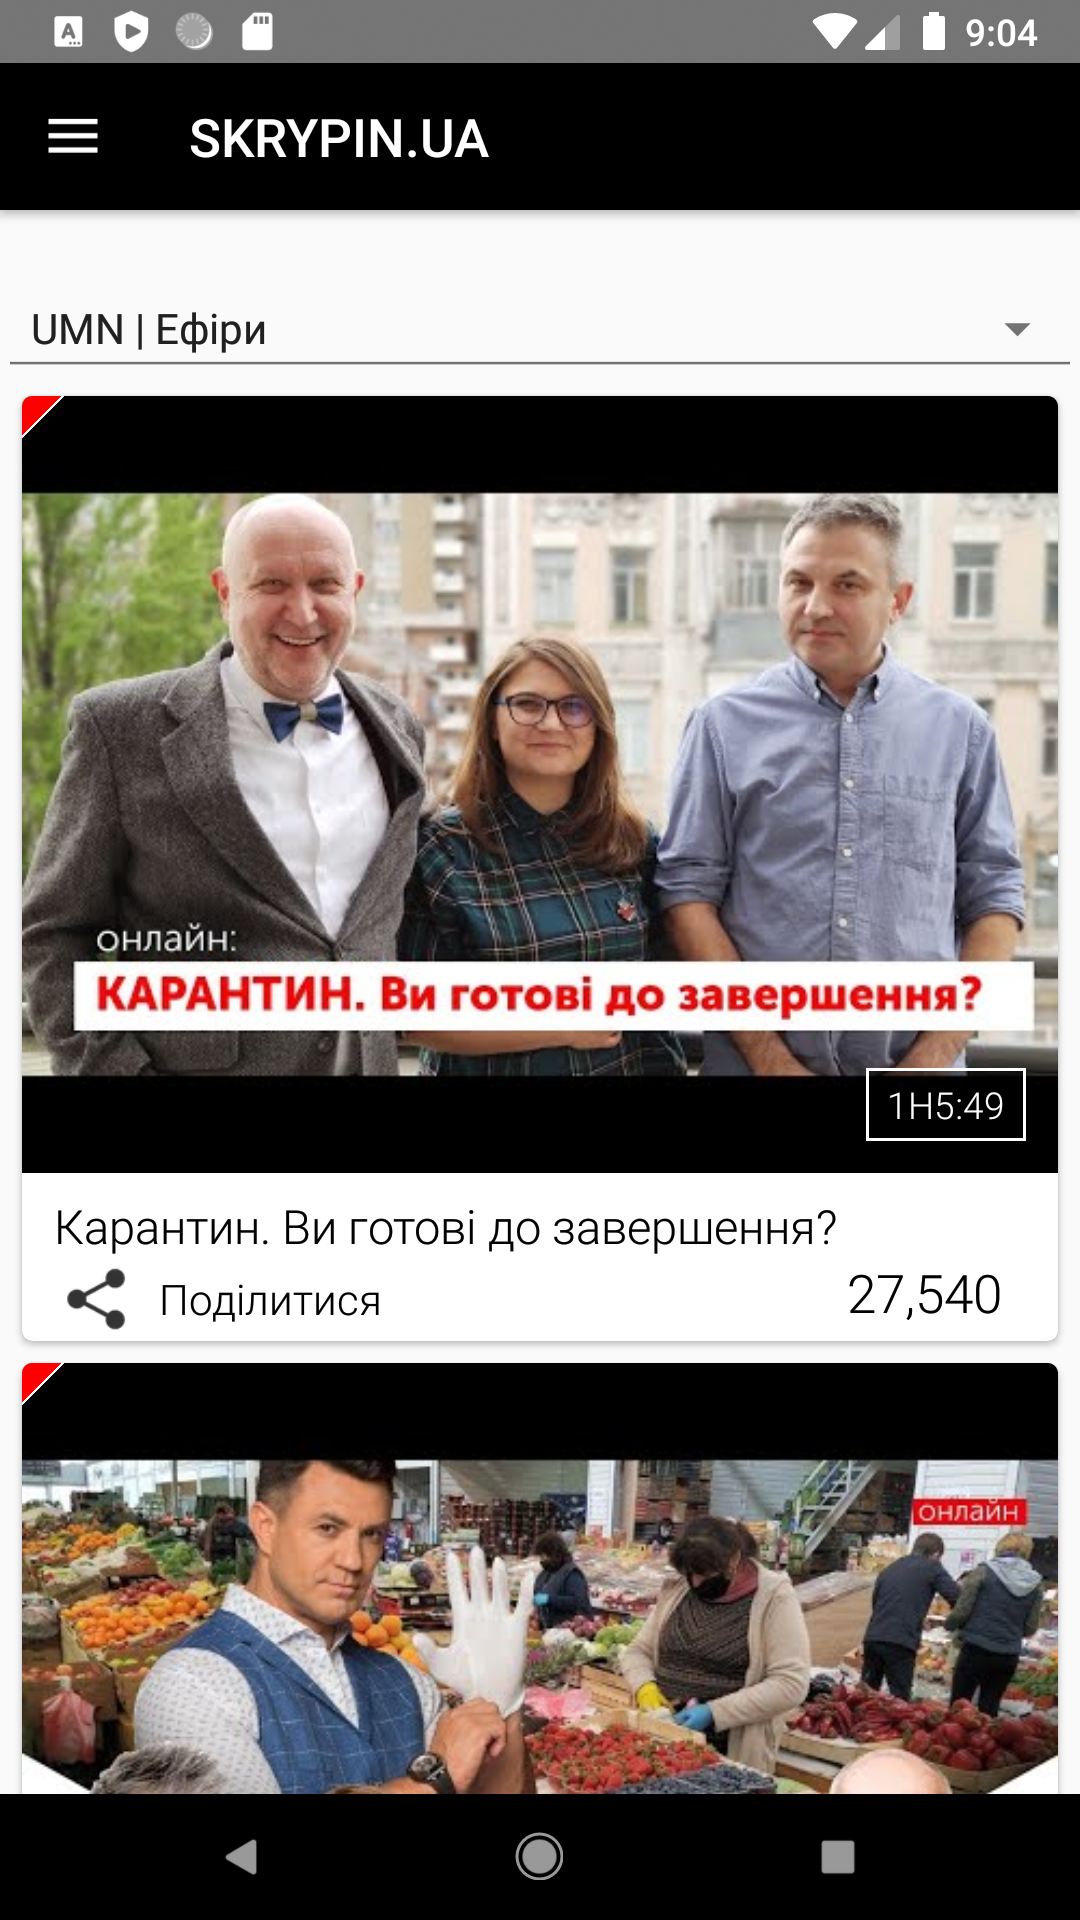 9:04
SKRYPIN.UA
UMN | Ефіри
онлайн:
КАРАНТИН. Ви готові до завершення?
1H5:49
Карантин. Ви готові до завершення?
Поділитися
27,540
онлайн